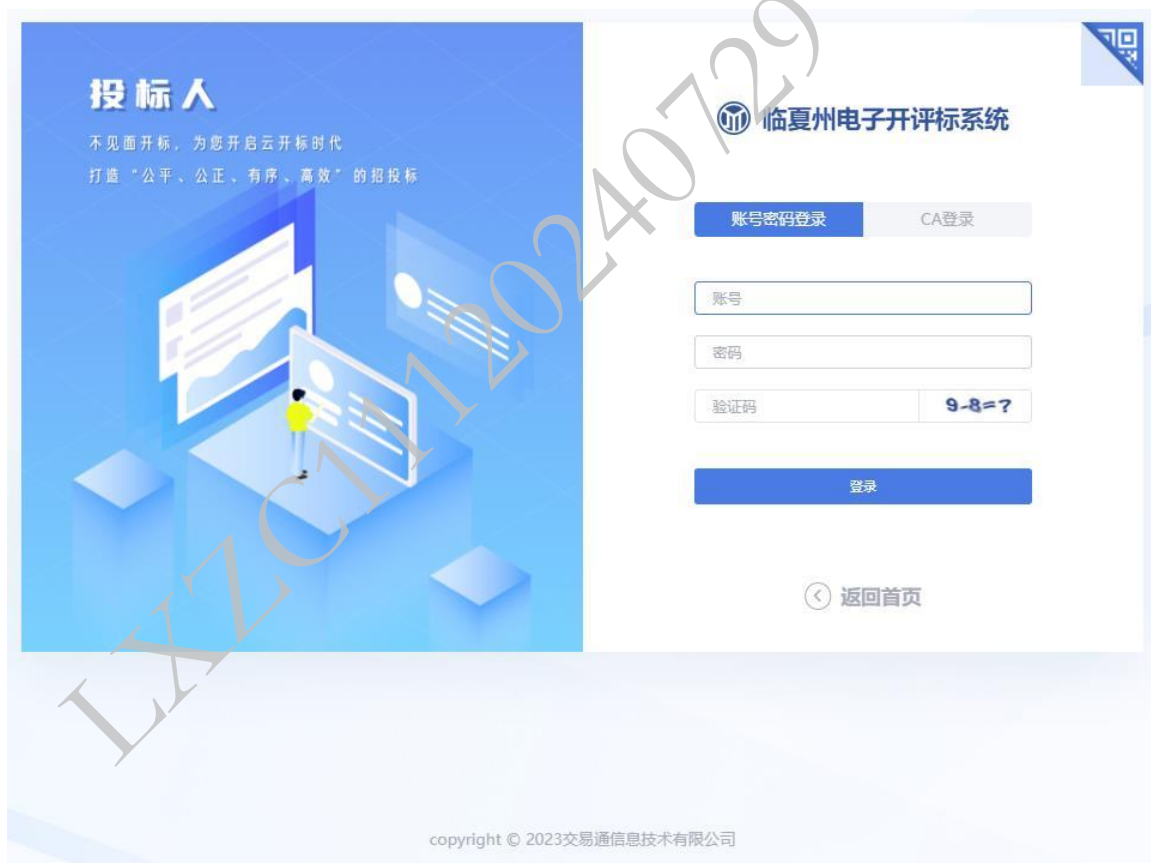 投标人
不见面开标，为您开启云开标时代
打造“公平、公正、有序、高效”的招投标
临夏州电子开评标系统
账号密码登录
CA登录
账号
密码
验证码
9-8=?
登录
返回首页
LXZC11120240729
copyright © 2023交易通信息技术有限公司